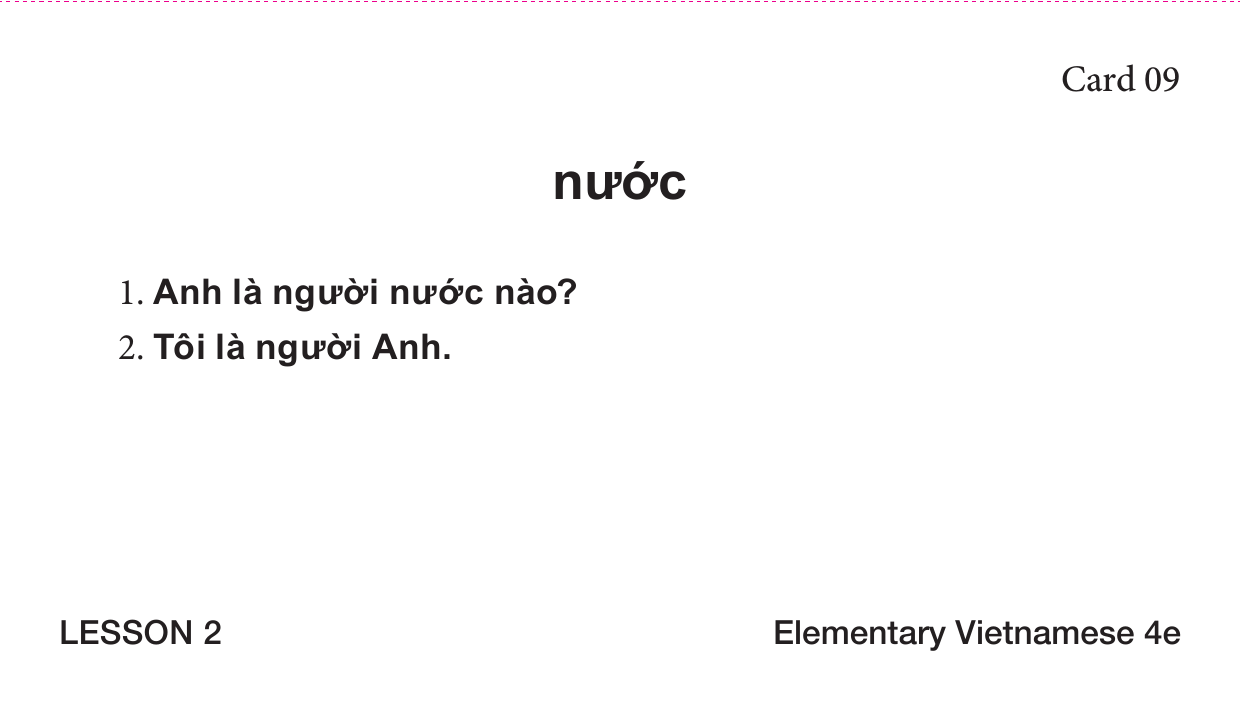 Card 09
nước
1. Anh là người nước nào?
2. Tôi là người Anh.
LESSON 2
Elementary Vietnamese 4e